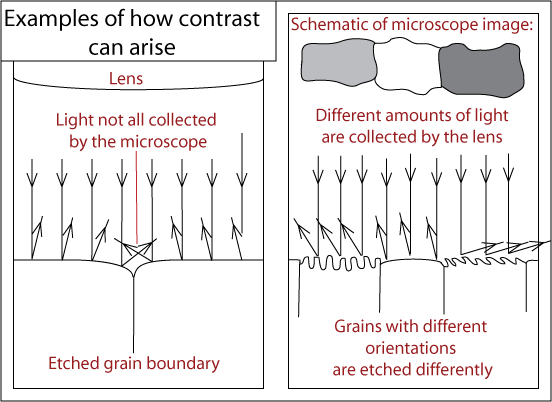 Examples of how contrast
can arise
Lens
Light not all collected
by the microscope
Etched grain boundary
Schematic of microscope image:
Different amounts of light
are collected by the lens
Grains with different
orientations
are etched differently